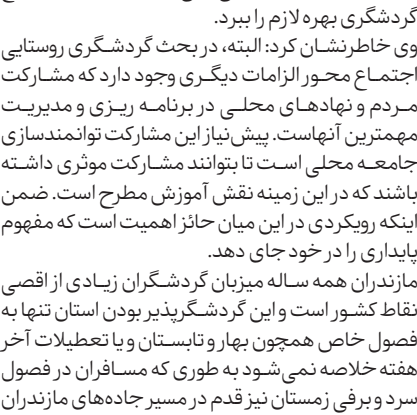 گردشگری بهره لازم را ببرد.
وی خاطرنشان کرد: البته، در بحث گردشگری روستایی
اجتماع محور الزامات دیگری وجود دارد که مشارکت
مردم و نهادهای محلی در برنامه ریزی و مدیریت
مهمترین آنهاست. پیش‌نیاز این مشارکت توانمندسازی
جامعه محلی است تا بتوانند مشارکت موثری داشته
باشند که در این زمینه نقش آموزش مطرح است. ضمن
اینکه رویکردی در این میان حائز اهمیت است که مفهوم
پایداری را در خود جای دهد.
مازندران همه ساله میزبان گردشگران زیادی از اقصی
نقاط کشور است و این گردشگرپذیر بودن استان تنها به
فصول خاص همچون بهار و تابستان و یا تعطیلات آخر
هفته خلاصه نمی‌شود به طوری که مسافران در فصول
سرد و برفی زمستان نیز قدم در مسیر جاده‌های مازندران